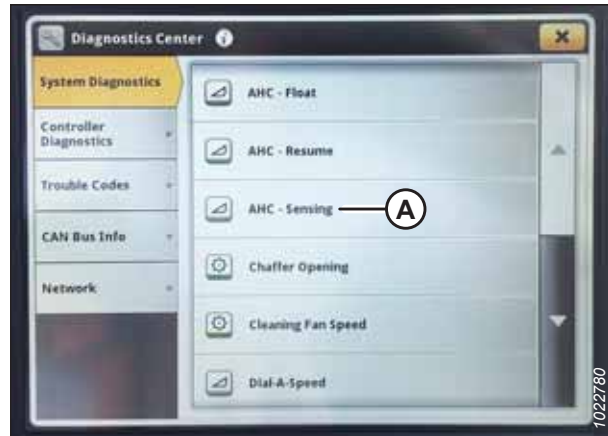 Diagnostics Center i
X
System Diagnostics
Controller
Diagnostics
Trouble Codes
CAN Bus Info
Network
AHC - Float
AHC - Resume
AHC - Sensing
A
Chaffer Opening
Cleaning Fan Speed
Dial-A-Speed
1022780